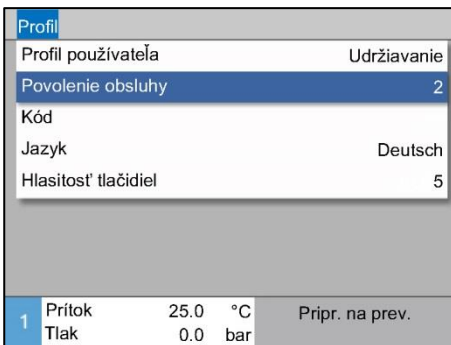 Profil
Profil používateľa Udržiavanie
Povolenie obsluhy 2
Kód
Jazyk Deutsch
Hlasitosť tlačidiel 5
1 Prítok 25.0 °C Pripr. na prev.
Tlak 0.0 bar